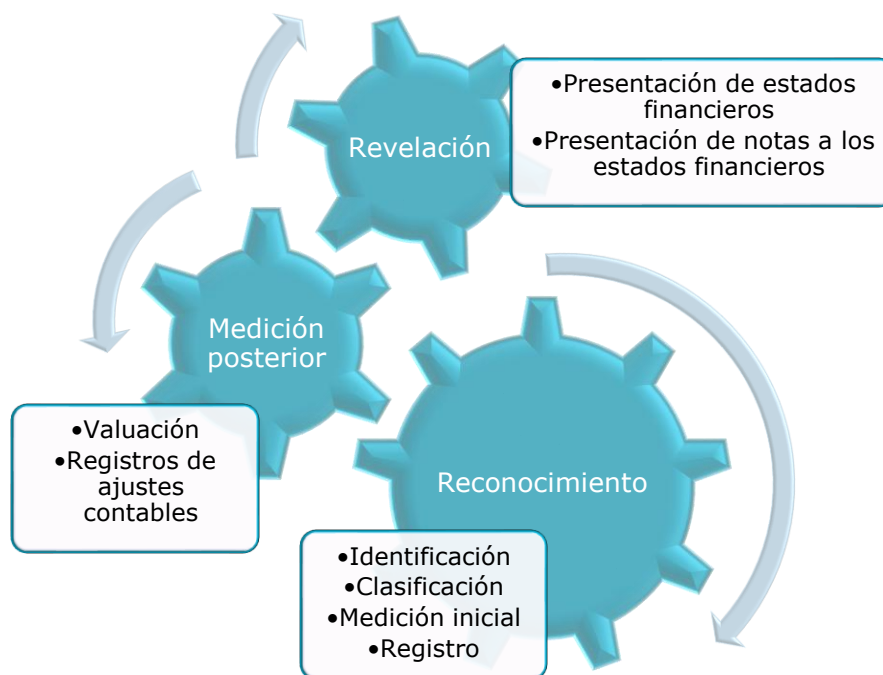 Revelación
•Presentación de estados
financieros
•Presentación de notas a los
estados financieros
Medición
posterior
•Valuación
•Registros de
ajustes
contables
Reconocimiento
•Identificación
•Clasificación
•Medición inicial
•Registro